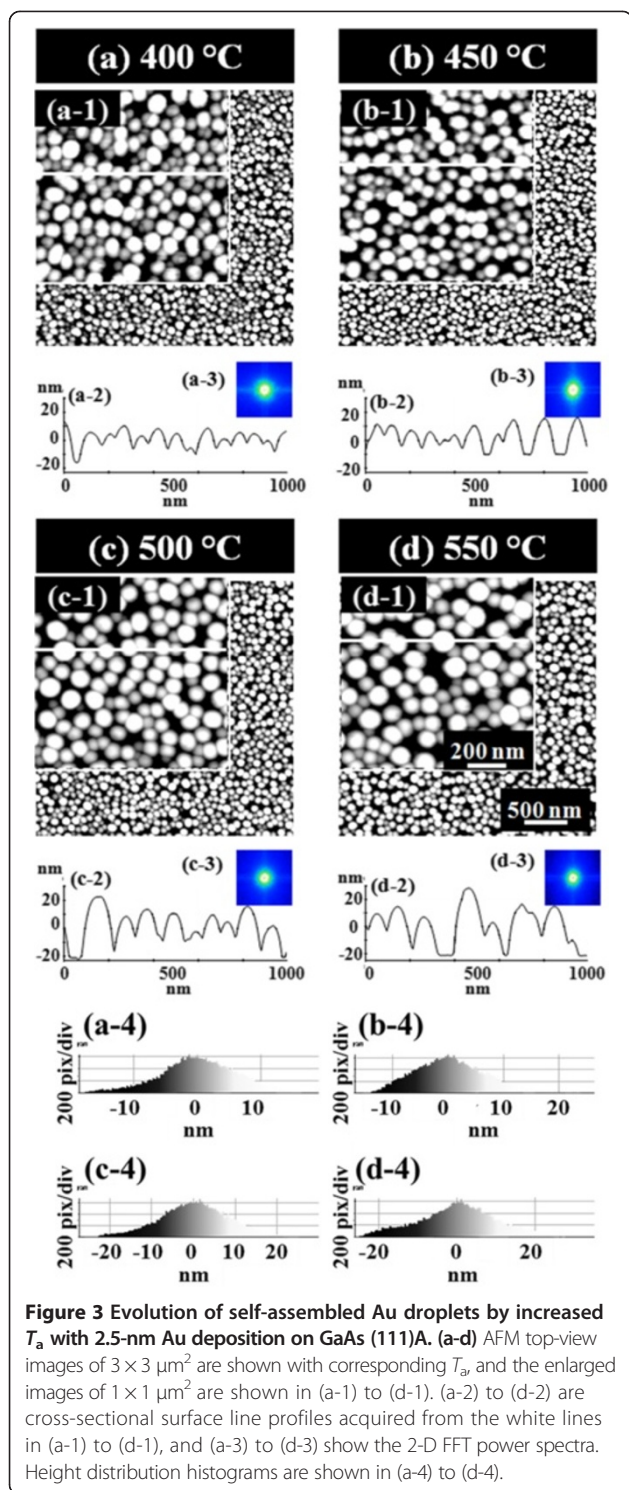 (a) 400 °C
(b) 450 °C
(a-1)
(b-1)
nm
(a-2)
(a-3)
20
0
-20
0
500
1000
nm
nm
(b-2)
(b-3)
20
0
-20
0
500
1000
nm
(c) 500 °C
(d) 550 °C
(c-1)
(d-1)
200 nm
500 nm
nm
(c-2)
(c-3)
20
0
-20
0
500
1000
nm
nm
(d-2)
(d-3)
20
0
-20
0
500
1000
nm
(a-4)
200 pix/div
-10
0
10
nm
(b-4)
200 pix/div
-10
0
10
20
nm
(c-4)
200 pix/div
-20
-10
0
10
20
nm
(d-4)
200 pix/div
-20
0
20
nm
Figure 3 Evolution of self-assembled Au droplets by increased
Ta with 2.5-nm Au deposition on GaAs (111)A. (a-d) AFM top-view
images of 3 × 3 μm² are shown with corresponding Ta, and the enlarged
images of 1 × 1 μm² are shown in (a-1) to (d-1). (a-2) to (d-2) are
cross-sectional surface line profiles acquired from the white lines
in (a-1) to (d-1), and (a-3) to (d-3) show the 2-D FFT power spectra.
Height distribution histograms are shown in (a-4) to (d-4).